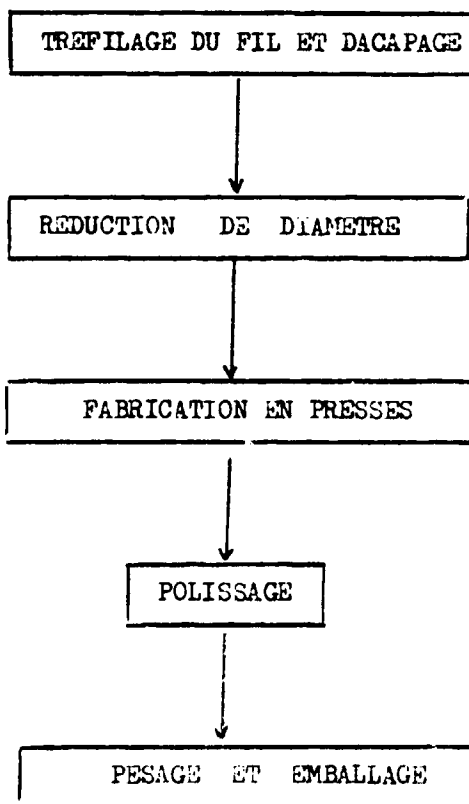 TREFILAGE DU FIL ET DACAPAGE
REDUCTION DE DIAMETRE
FABRICATION EN PRESSES
POLISSAGE
PESAGE ET EMBALLAGE